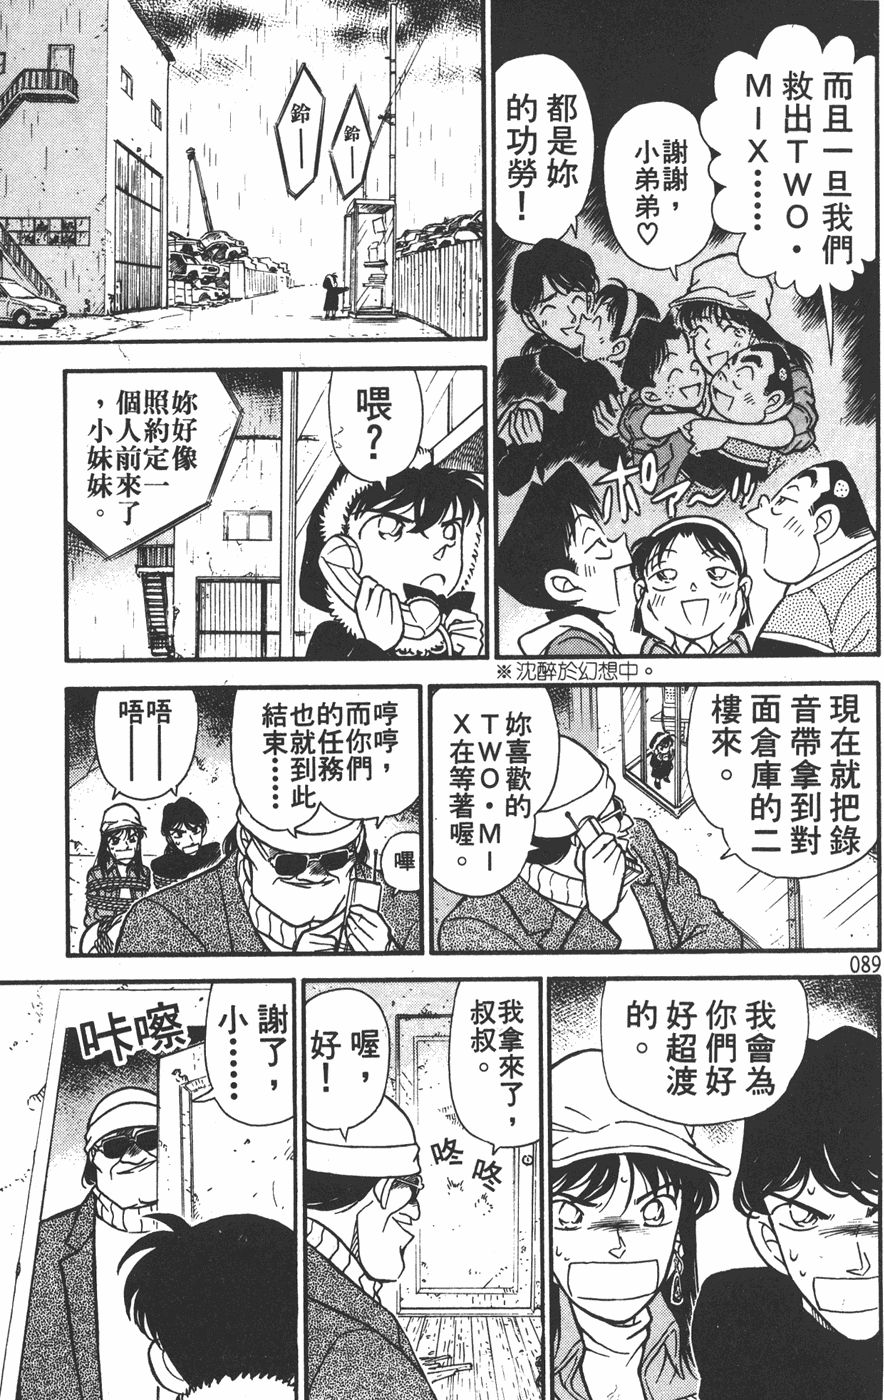 而且一旦我們
救出TWO・
MIX……
謝謝，
小弟弟♡
都是妳
的功勞！
ポワァ～～ッ
※沈醉於幻想中。
鈴——
鈴——
喂？
妳好像
照約定一
個人前來了
，小妹妹。
現在就把錄
音帶拿到對
面倉庫的二
樓來。
妳喜歡的
TWO・MI
X在等著喔。
嗶
哼哼，
而你們
的任務
也就到此
結束……
唔唔
——
089
我會為
你們好
好超渡
的。
我拿來了，
叔叔。
咚咚
喔，
好！
謝了，
小……
咔嚓